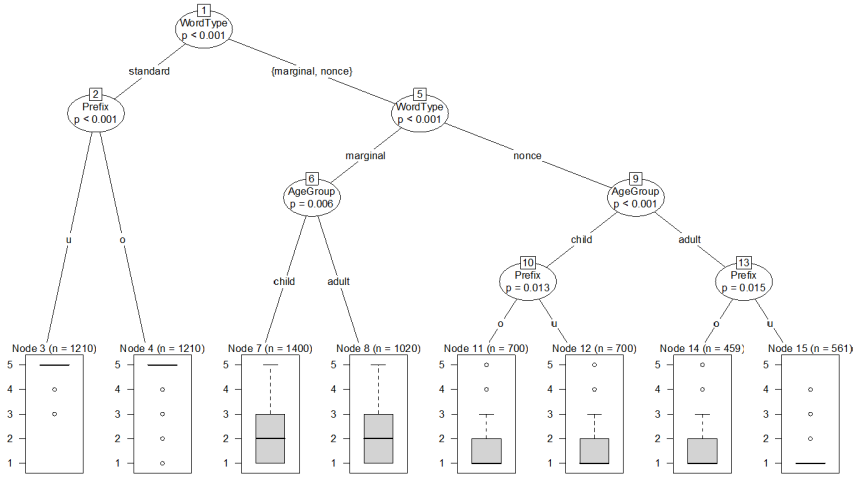 1
WordType
p < 0.001
standard
{marginal, nonce}
2
Prefix
p < 0.001
5
WordType
p < 0.001
marginal
nonce
6
AgeGroup
p = 0.006
9
AgeGroup
p < 0.001
u
o
child
adult
child
adult
10
Prefix
p = 0.013
13
Prefix
p = 0.015
o
u
o
u
Node 3 (n = 1210)
5
4
3
2
1
Node 4 (n = 1210)
5
4
3
2
1
Node 7 (n = 1400)
5
4
3
2
1
Node 8 (n = 1020)
5
4
3
2
1
Node 11 (n = 700)
5
4
3
2
1
Node 12 (n = 700)
5
4
3
2
1
Node 14 (n = 459)
5
4
3
2
1
Node 15 (n = 561)
5
4
3
2
1